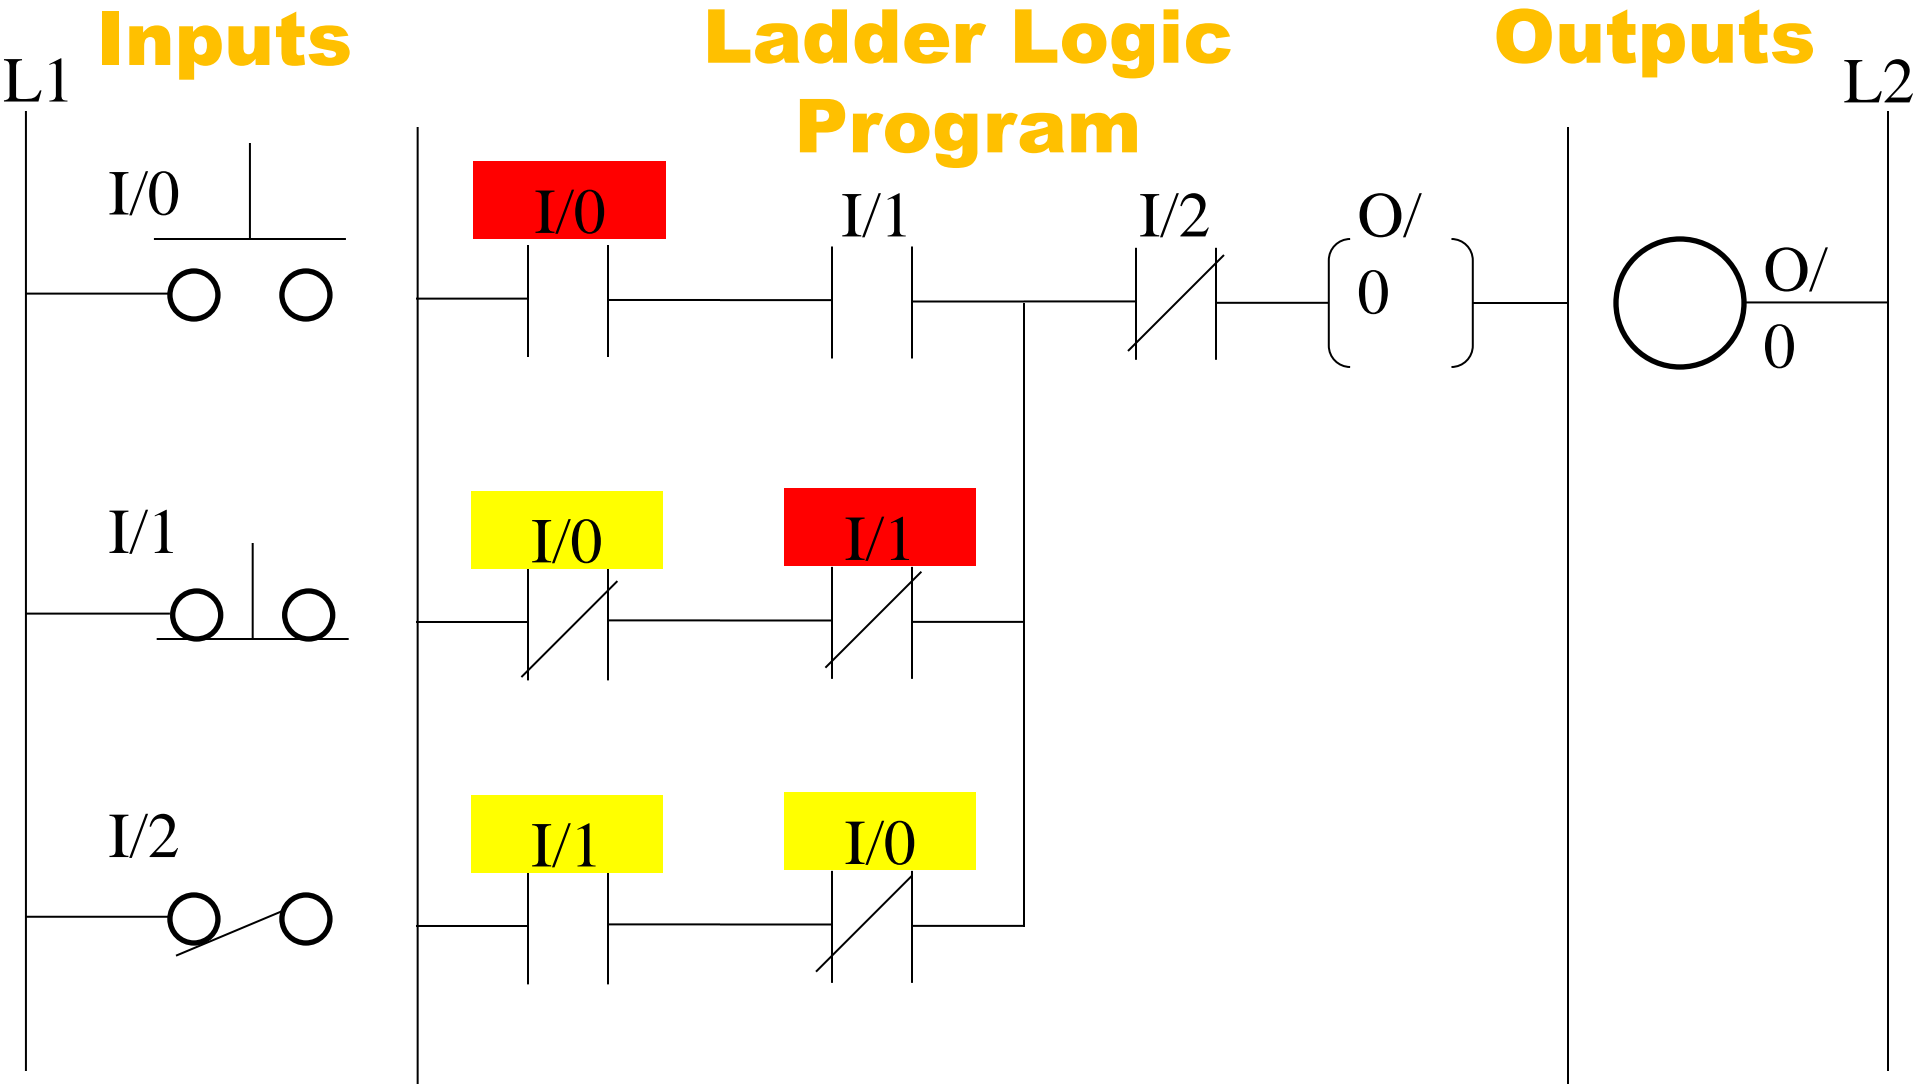 Inputs
Ladder Logic
Program
Outputs
L1
L2
I/0
I/0
I/1
I/2
O/
0
O/
0
I/1
I/0
I/1
I/2
I/1
I/0